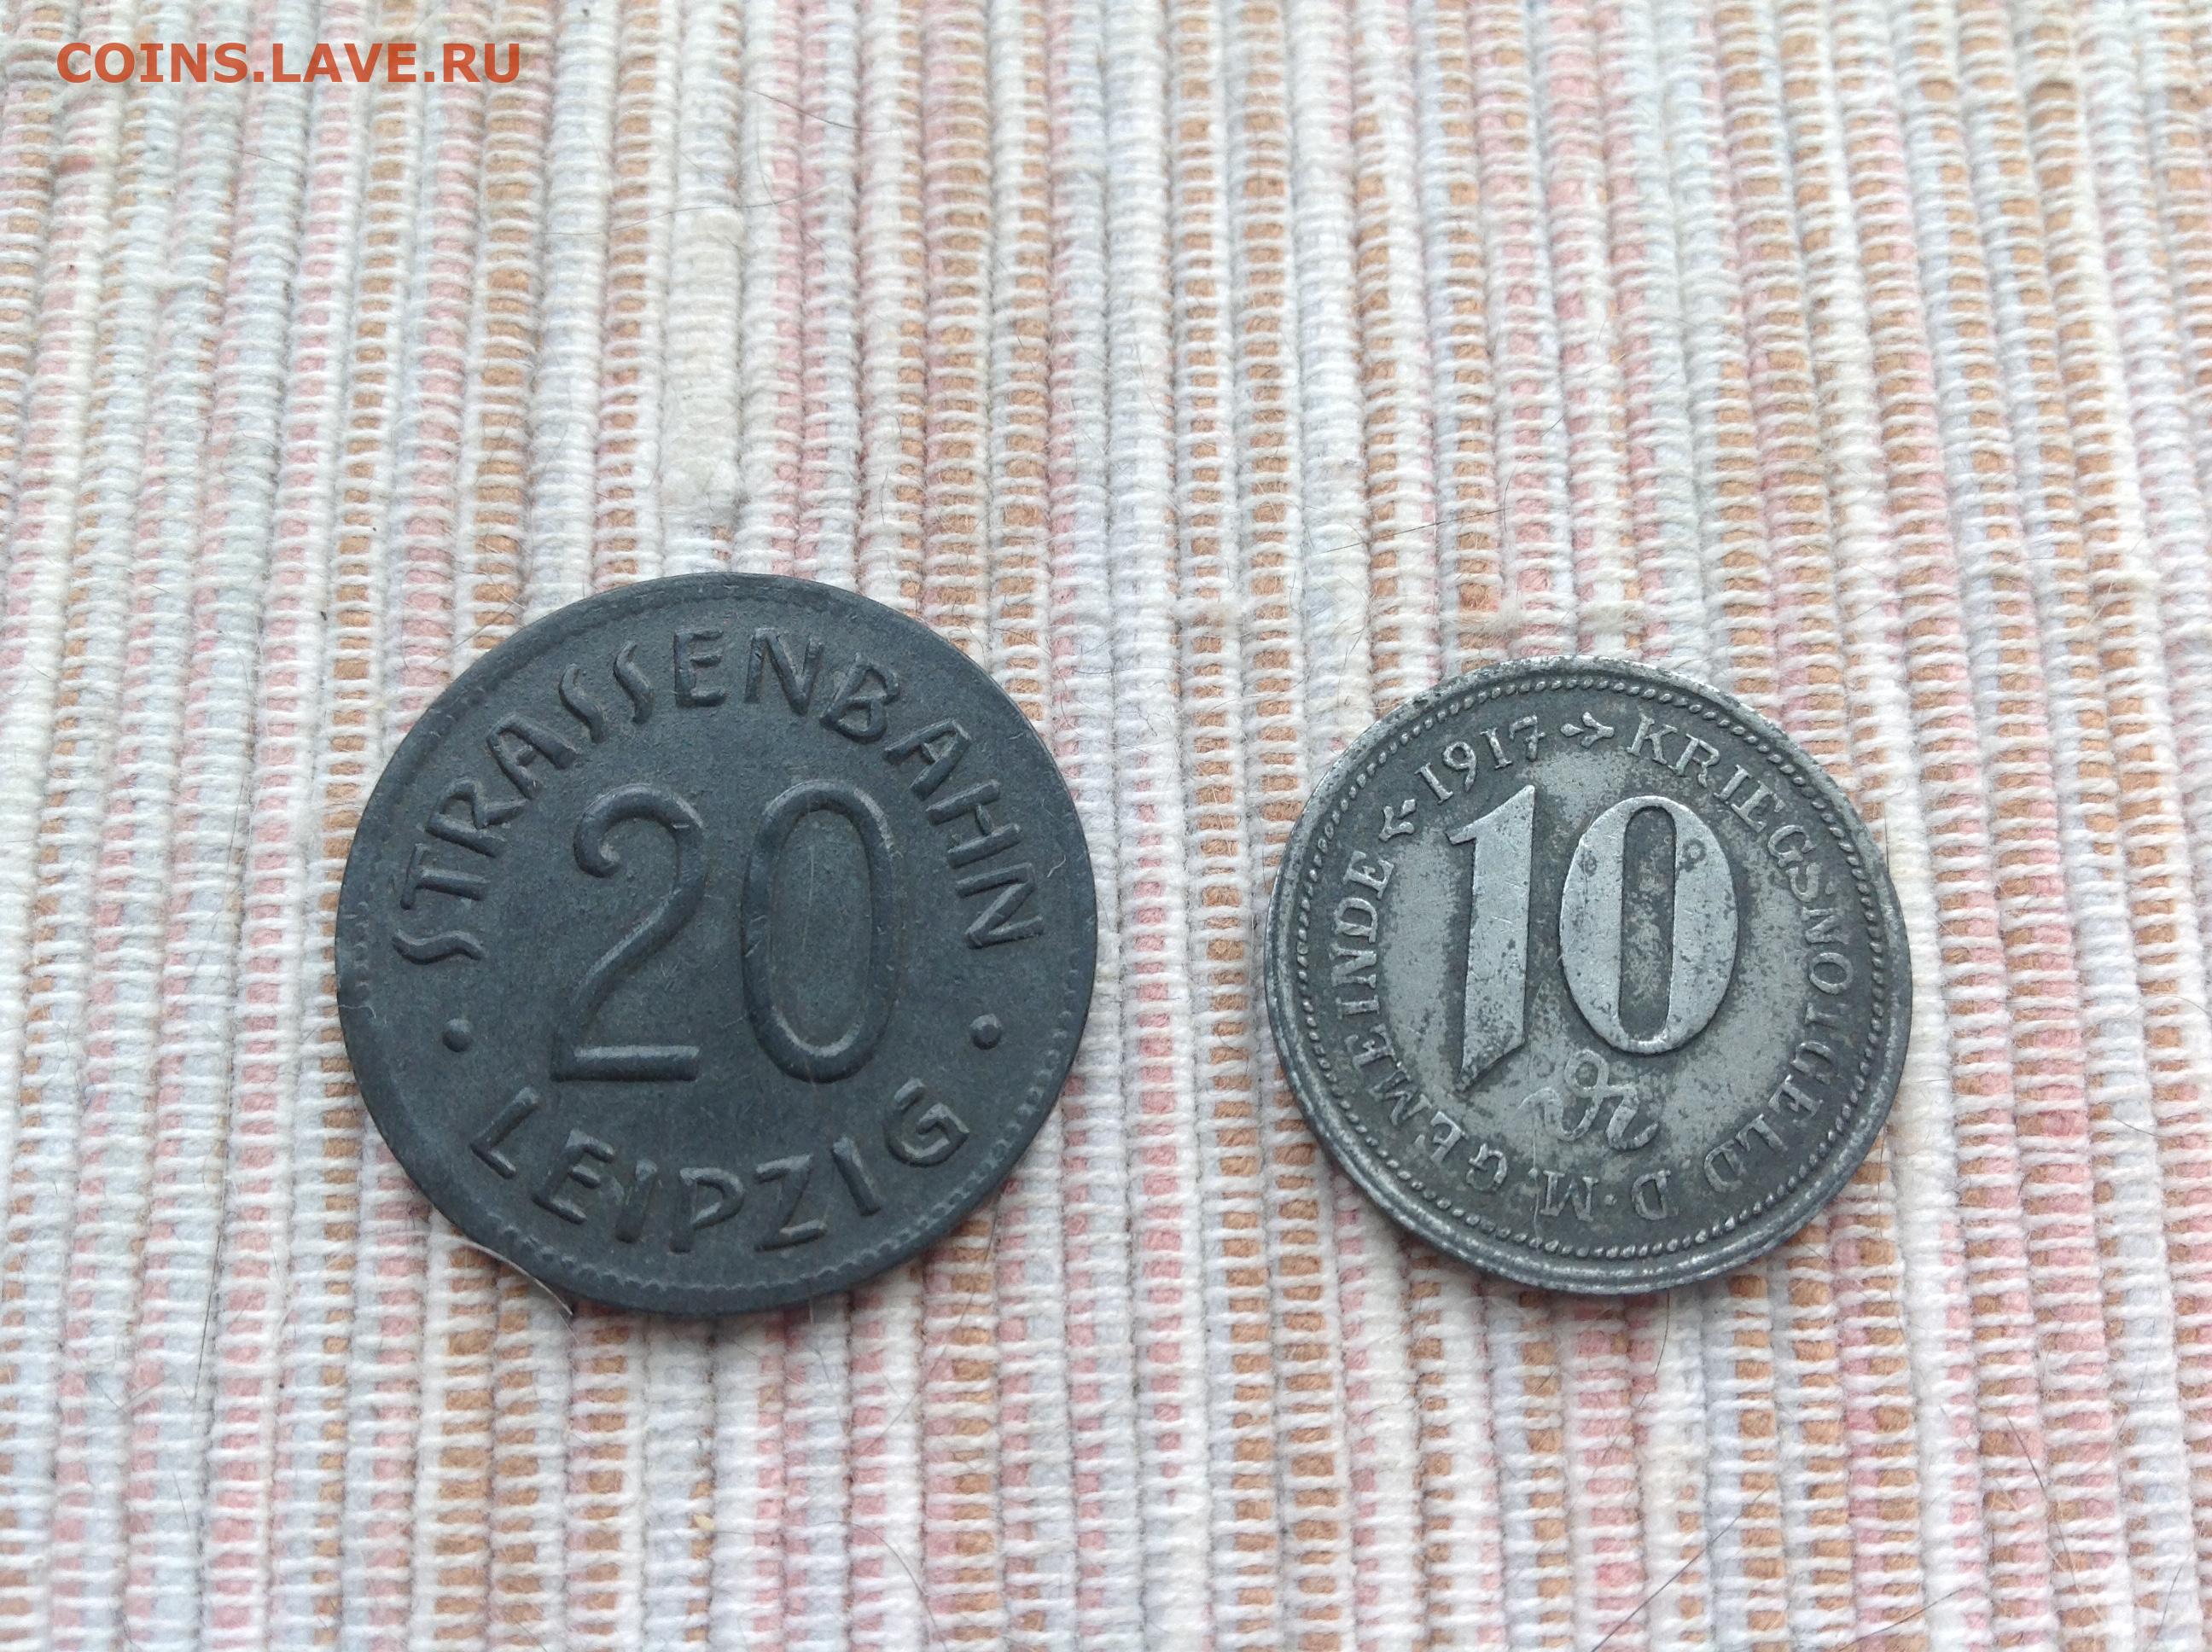 COINS.LAVE.RU
STRASSENBAHN
20
· LEIPZIG ·
1917 KRIEGSNOTGELD D.M.GEMEINDE
10